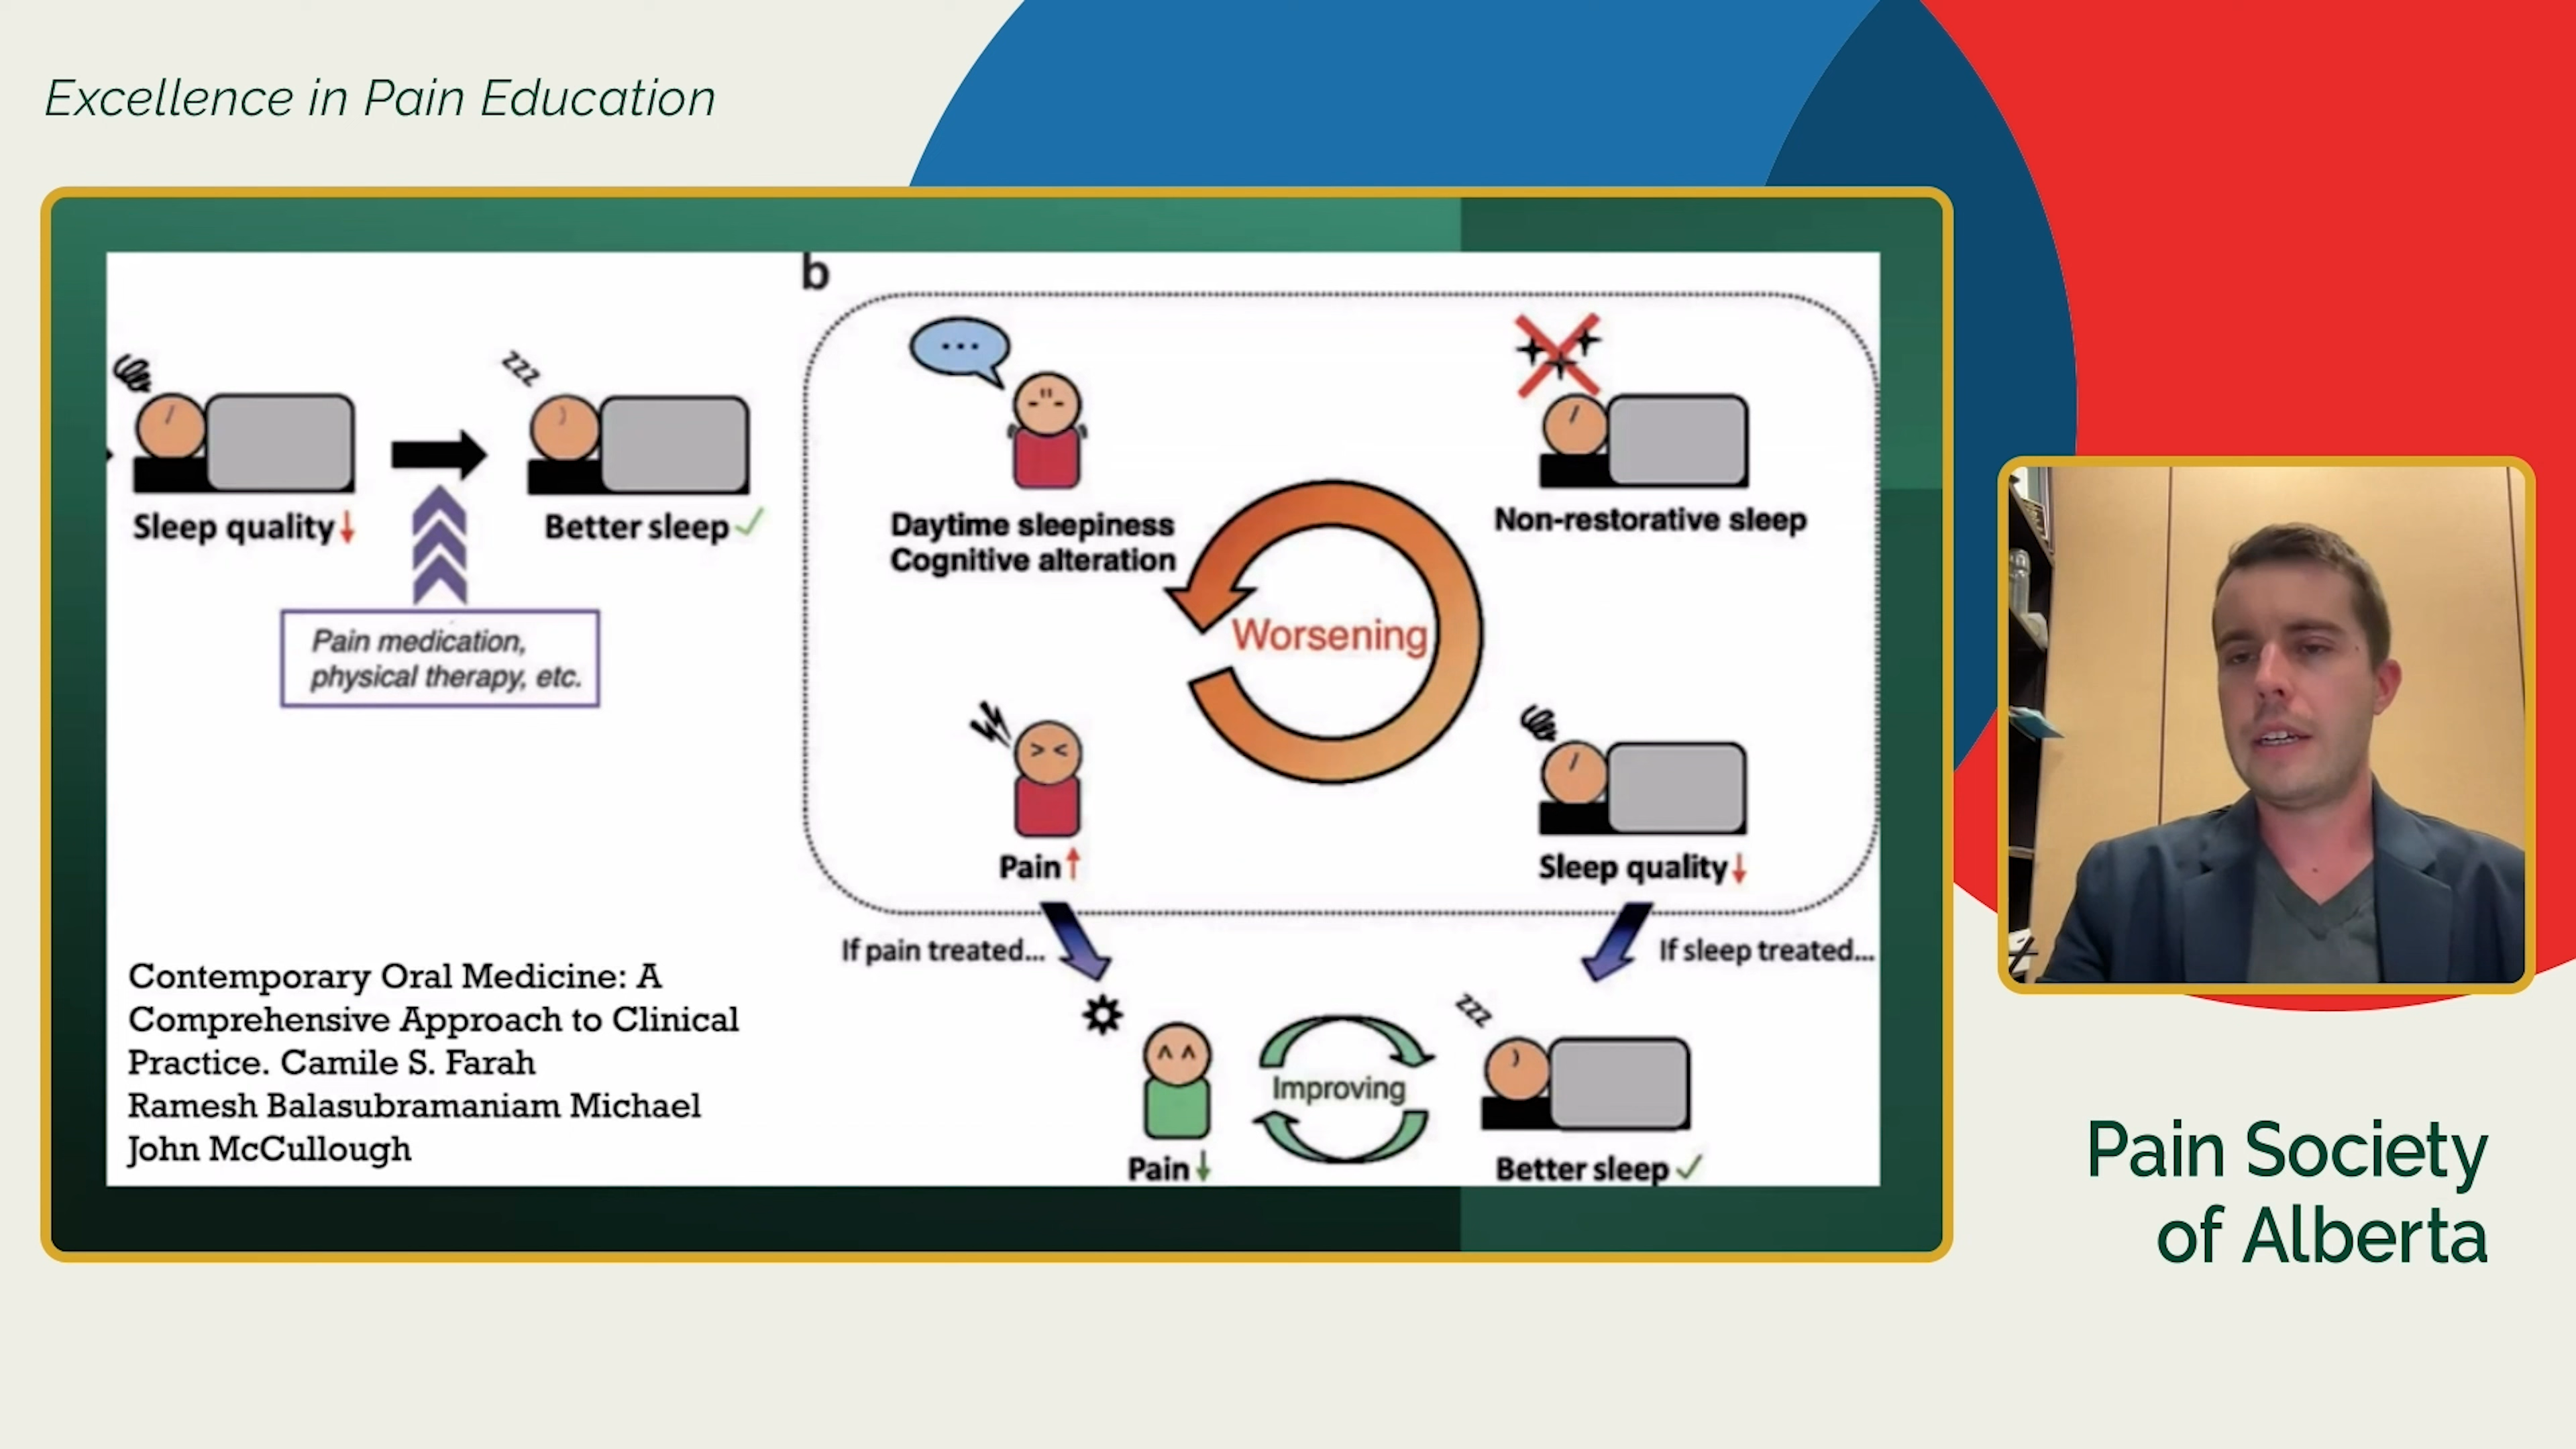 Excellence in Pain Education
b
zzz
Sleep quality↓
Better sleep✓
Pain medication,
physical therapy, etc.
Contemporary Oral Medicine: A
Comprehensive Approach to Clinical
Practice. Camile S. Farah
Ramesh Balasubramaniam Michael
John McCullough
...
Daytime sleepiness
Cognitive alteration
Non-restorative sleep
Worsening
Pain↑
Sleep quality↓
If pain treated...
If sleep treated...
zzz
Improving
Pain↓
Better sleep✓
Pain Society
of Alberta